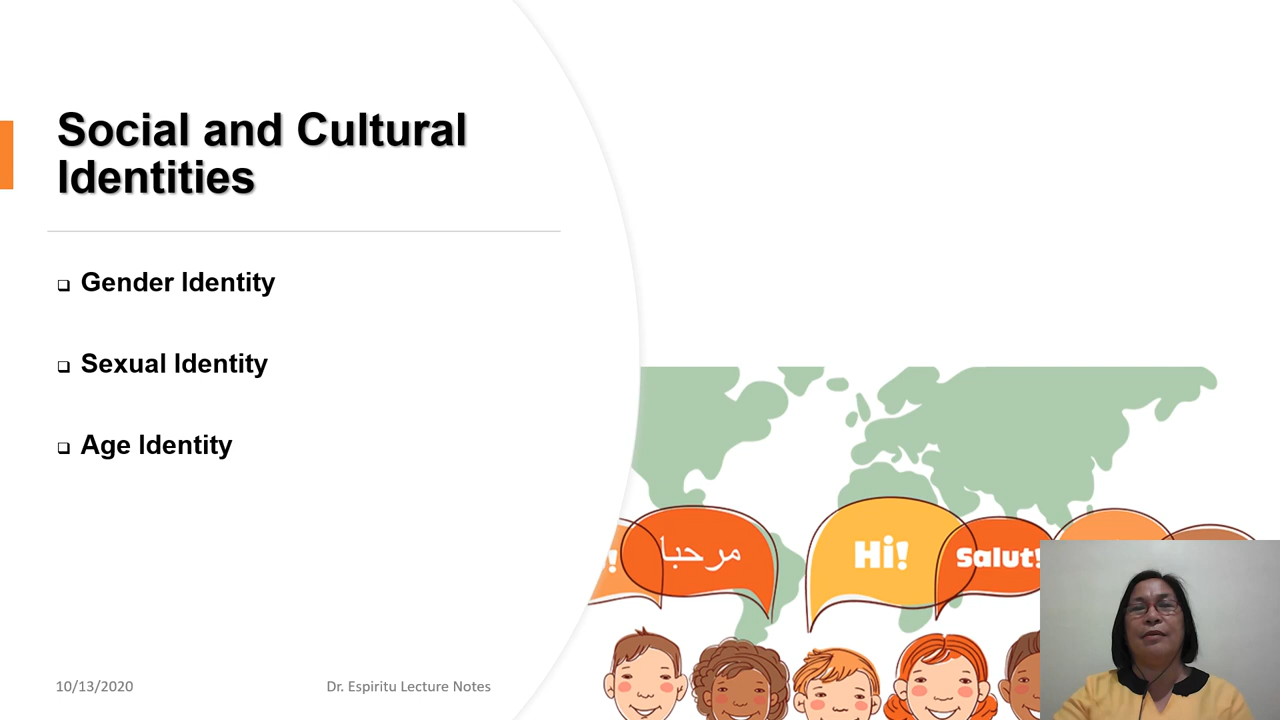 Social and Cultural
Identities
❑ Gender Identity
❑ Sexual Identity
❑ Age Identity
!
مرحبا
Hi!
Salut!
10/13/2020
Dr. Espiritu Lecture Notes